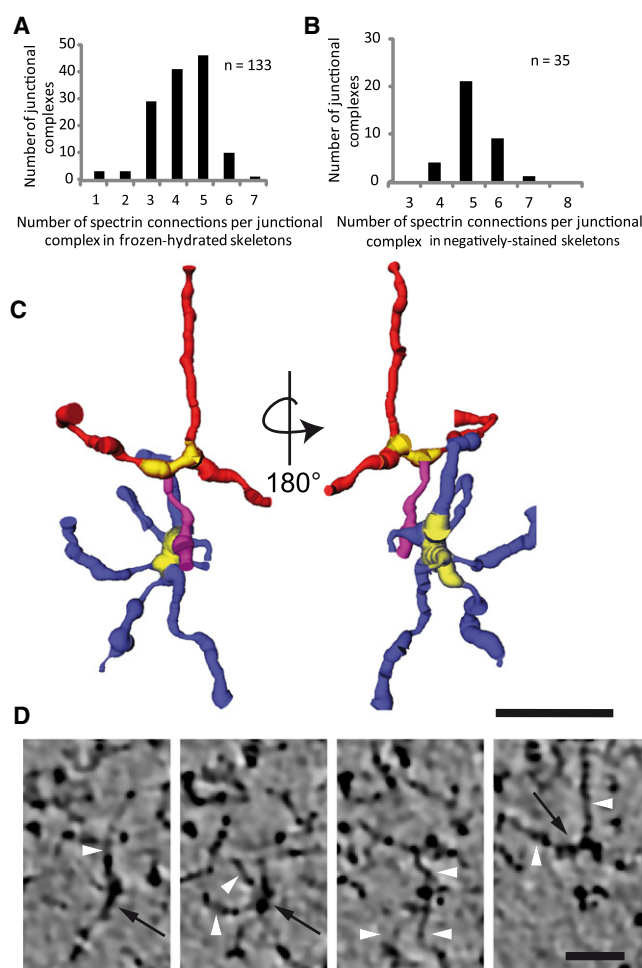 A
50
40
30
20
10
0
Number of junctional
complexes
n = 133
1 2 3 4 5 6 7
Number of spectrin connections per junctional
complex in frozen-hydrated skeletons
B
30
20
10
0
Number of junctional
complexes
n = 35
3 4 5 6 7 8
Number of spectrin connections per junctional
complex in negatively-stained skeletons
C
180°
D